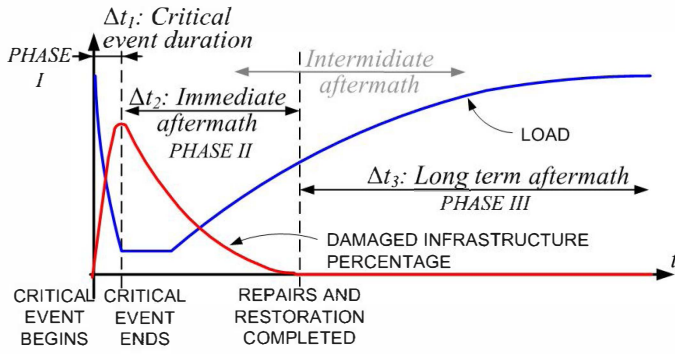 Δt₁: Critical
event duration
PHASE
I
Intermidiate
aftermath
Δt₂: Immediate
aftermath
PHASE II
LOAD
Δt₃: Long term aftermath
PHASE III
DAMAGED INFRASTRUCTURE
PERCENTAGE
t
CRITICAL
EVENT
BEGINS
CRITICAL
EVENT
ENDS
REPAIRS AND
RESTORATION
COMPLETED